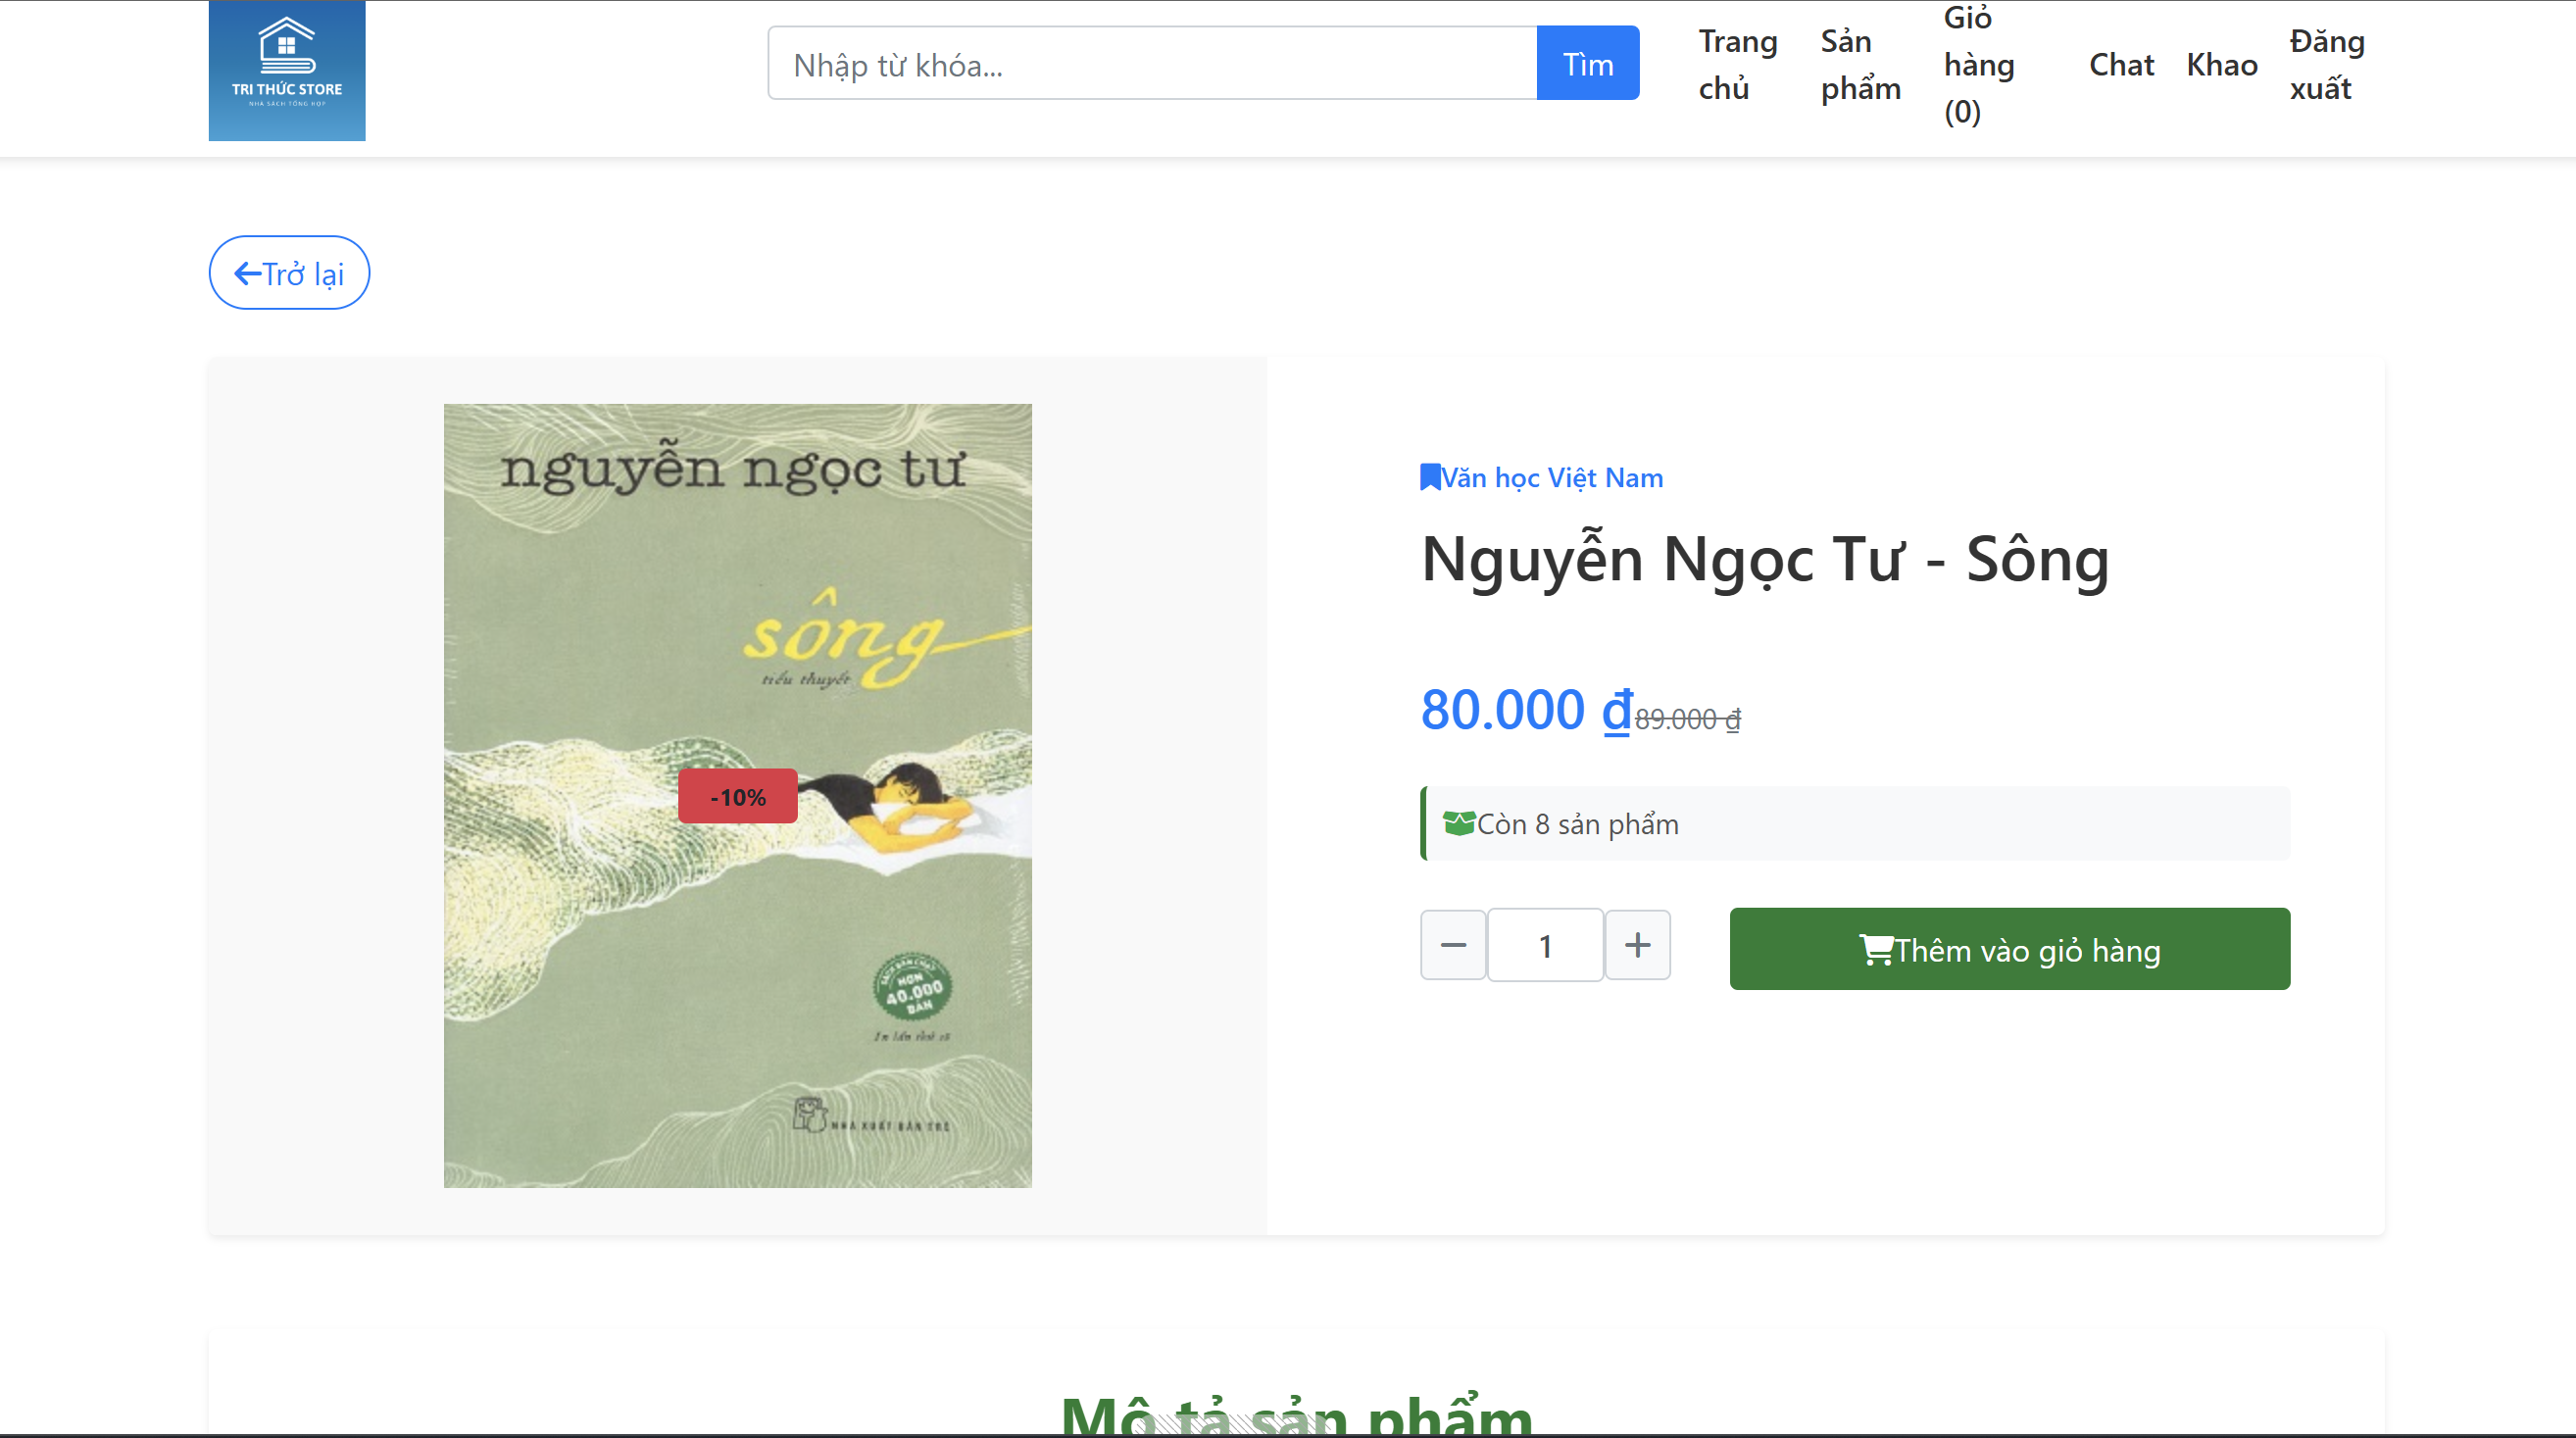 TRI THỨC STORE
NHÀ SÁCH TỔNG HỢP
Nhập từ khóa...
Tìm
Trang chủ
Sản phẩm
Giỏ hàng (0)
Chat
Khao
Đăng xuất
Trở lại
nguyễn ngọc tư
sông
tiểu thuyết
-10%
SÁCH BÁN CHẠY
HƠN
40.000
BẢN
NHÀ XUẤT BẢN TRẺ
Văn học Việt Nam
Nguyễn Ngọc Tư - Sông
80.000 ₫ 89.000 ₫
Còn 8 sản phẩm
1
Thêm vào giỏ hàng
Mô tả sản phẩm